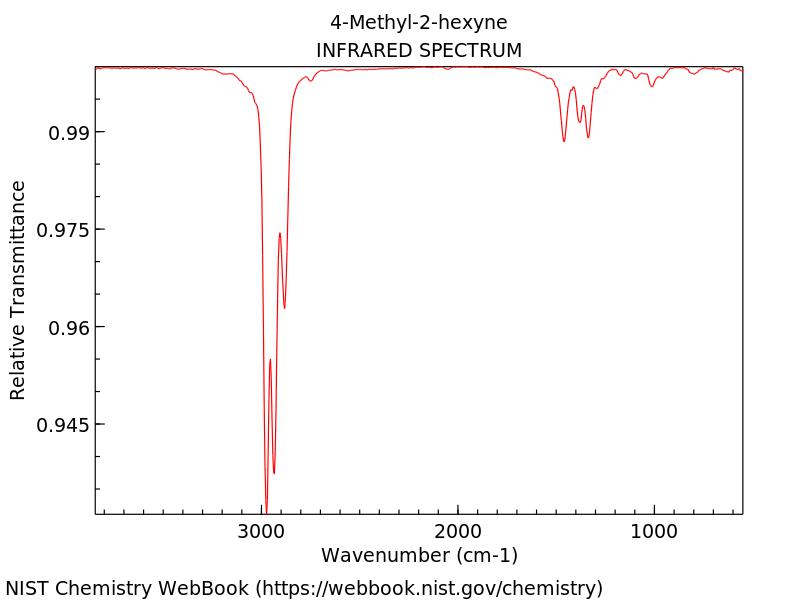 4-Methyl-2-hexyne
INFRARED SPECTRUM
0.99
0.975
0.96
0.945
Relative Transmittance
3000 2000 1000
Wavenumber (cm-1)
NIST Chemistry WebBook (https://webbook.nist.gov/chemistry)